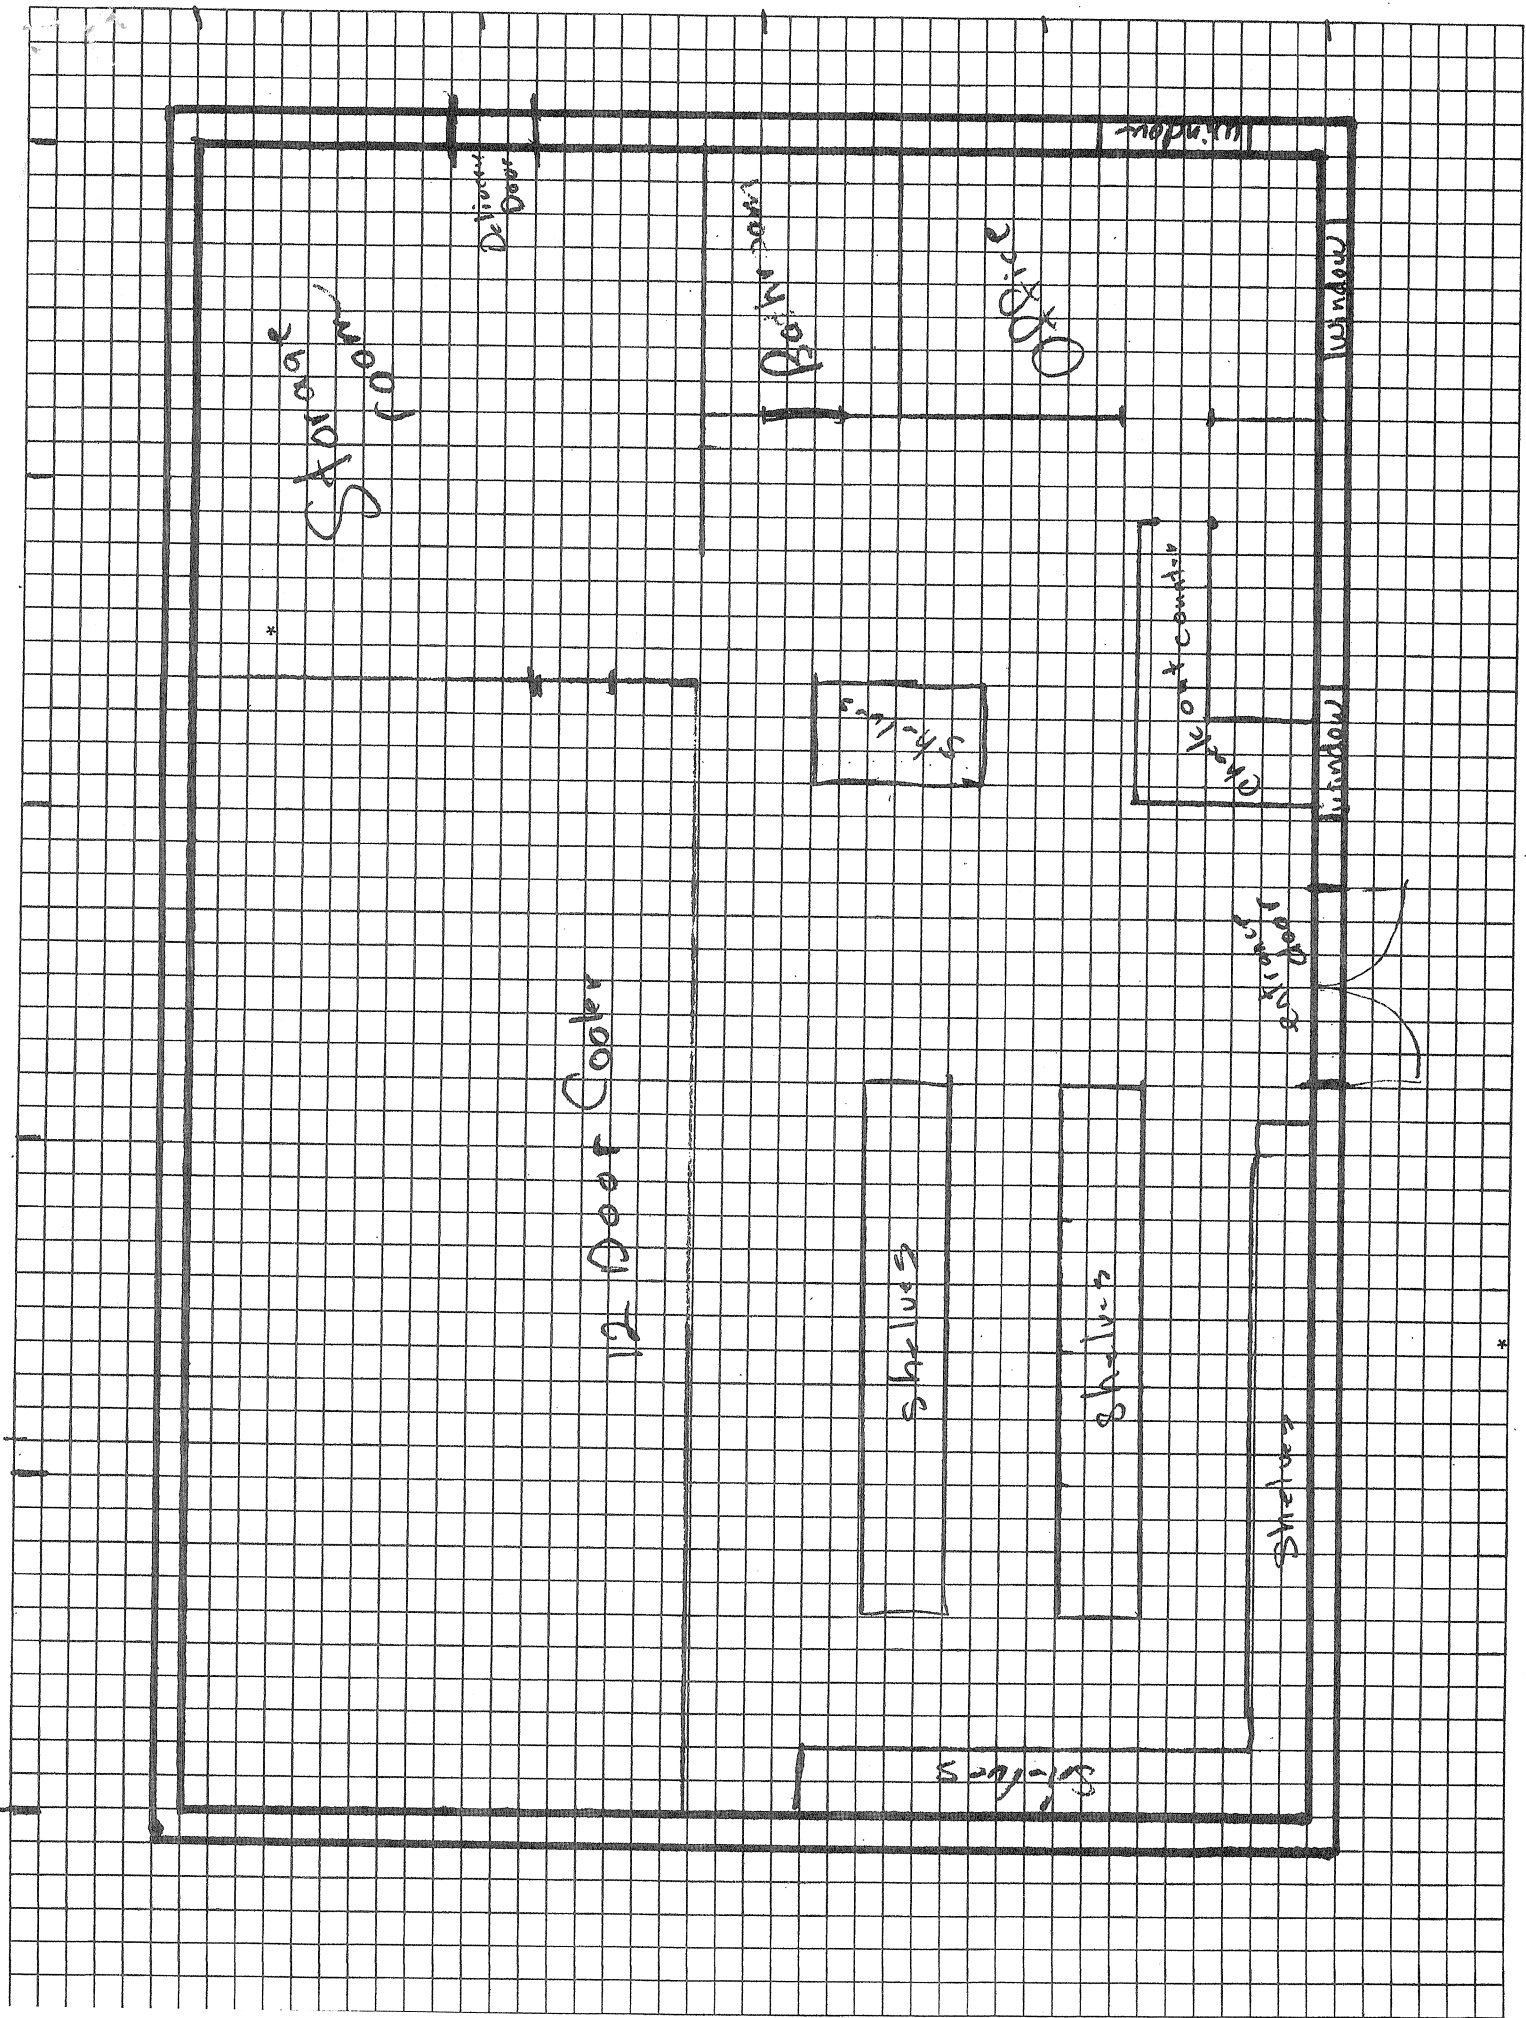 Storage
room
Delivery
Door
Bathroom
Office
window
window
window
Checkout counter
entrance
door
Shelves
12 Door Cooler
Shelves
Shelves
Shelves
Shelves
*
*